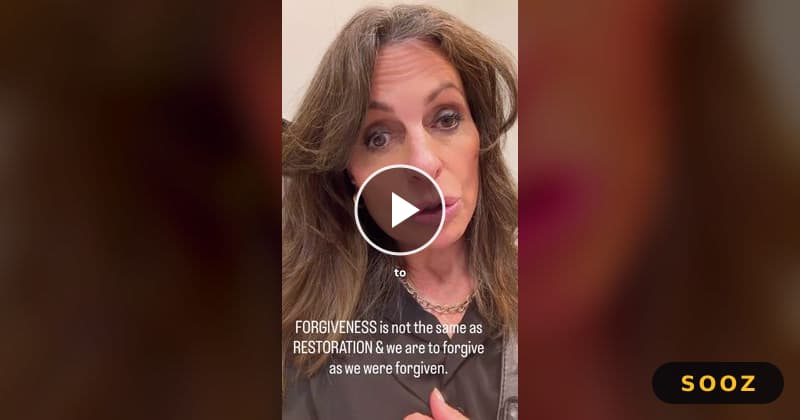 to
FORGIVENESS is not the same as
RESTORATION & we are to forgive
as we were forgiven.
SOOZ